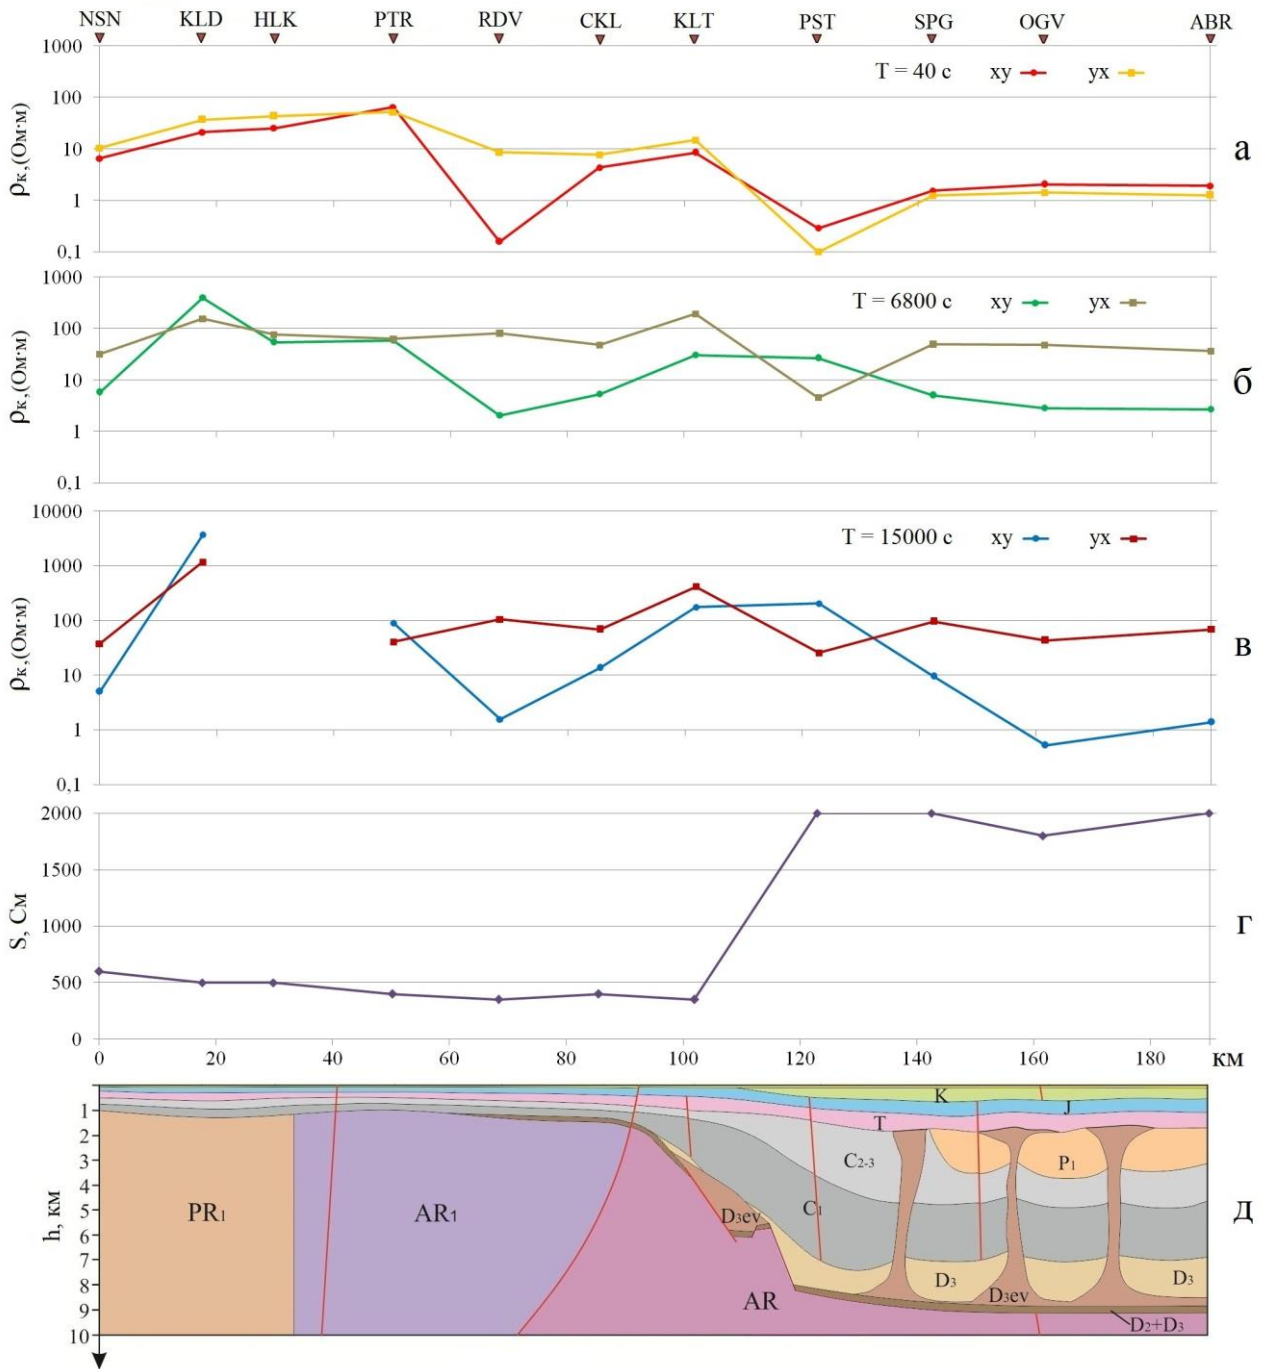 NSN KLD HLK PTR RDV CKL KLT PST SPG OGV ABR
1000
T = 40 с xy yx
100
ρк,(Ом·м)
10
а
1
0,1
1000
T = 6800 с xy yx
100
ρк,(Ом·м)
10
б
1
0,1
10000
T = 15000 с xy yx
1000
ρк,(Ом·м)
100
в
10
1
0,1
2000
1500
S, См
1000
г
500
0
0 20 40 60 80 100 120 140 160 180 км
K
J
1
T
2
C2-3
P1
3
4
h, км
PR1 AR1 D3ev C1
5
д
6
7
D3 D3
8
AR
D3ev
9
D2+D3
10